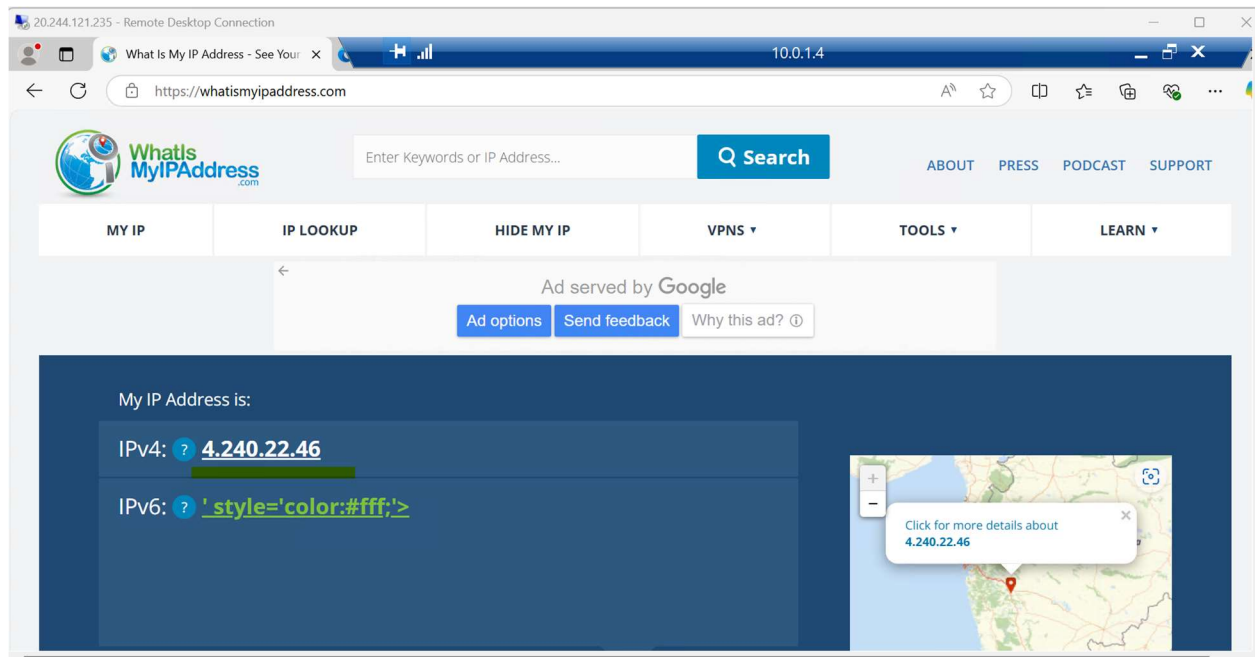 20.244.121.235 - Remote Desktop Connection
What Is My IP Address - See Your
10.0.1.4
https://whatismyipaddress.com
WhatIs
MyIPAddress
.com
Enter Keywords or IP Address...
Search
ABOUT PRESS PODCAST SUPPORT
MY IP IP LOOKUP HIDE MY IP VPNS ▾ TOOLS ▾ LEARN ▾
Ad served by Google
Ad options Send feedback Why this ad?
My IP Address is:
IPv4: ? 4.240.22.46
IPv6: ? ' style='color:#fff;'>
+
−
Click for more details about
4.240.22.46